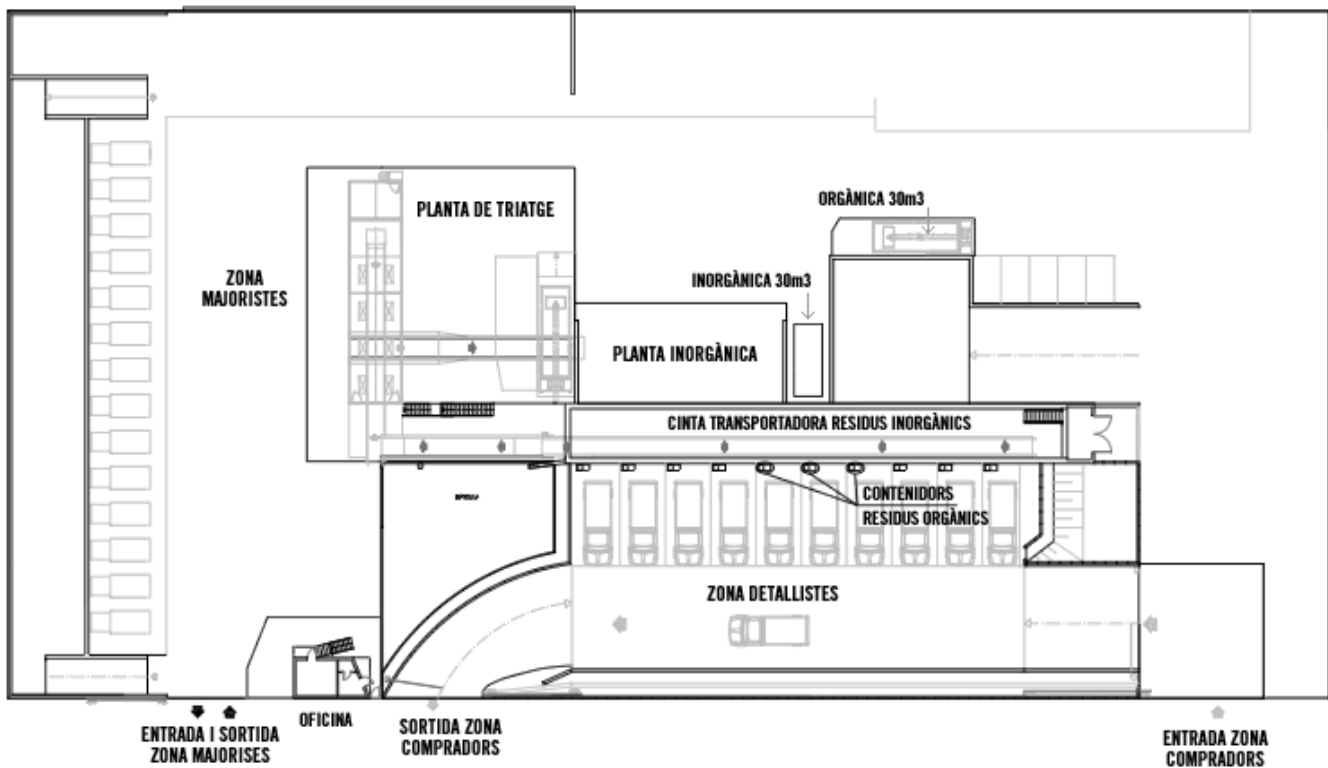 ORGÀNICA 30m3
PLANTA DE TRIATGE
ZONA
MAJORISTES
INORGÀNICA 30m3
PLANTA INORGÀNICA
CINTA TRANSPORTADORA RESIDUS INORGÀNICS
CONTENIDORS
RESIDUS ORGÀNICS
ZONA DETALLISTES
ENTRADA I SORTIDA
ZONA MAJORISES
OFICINA
SORTIDA ZONA
COMPRADORS
ENTRADA ZONA
COMPRADORS